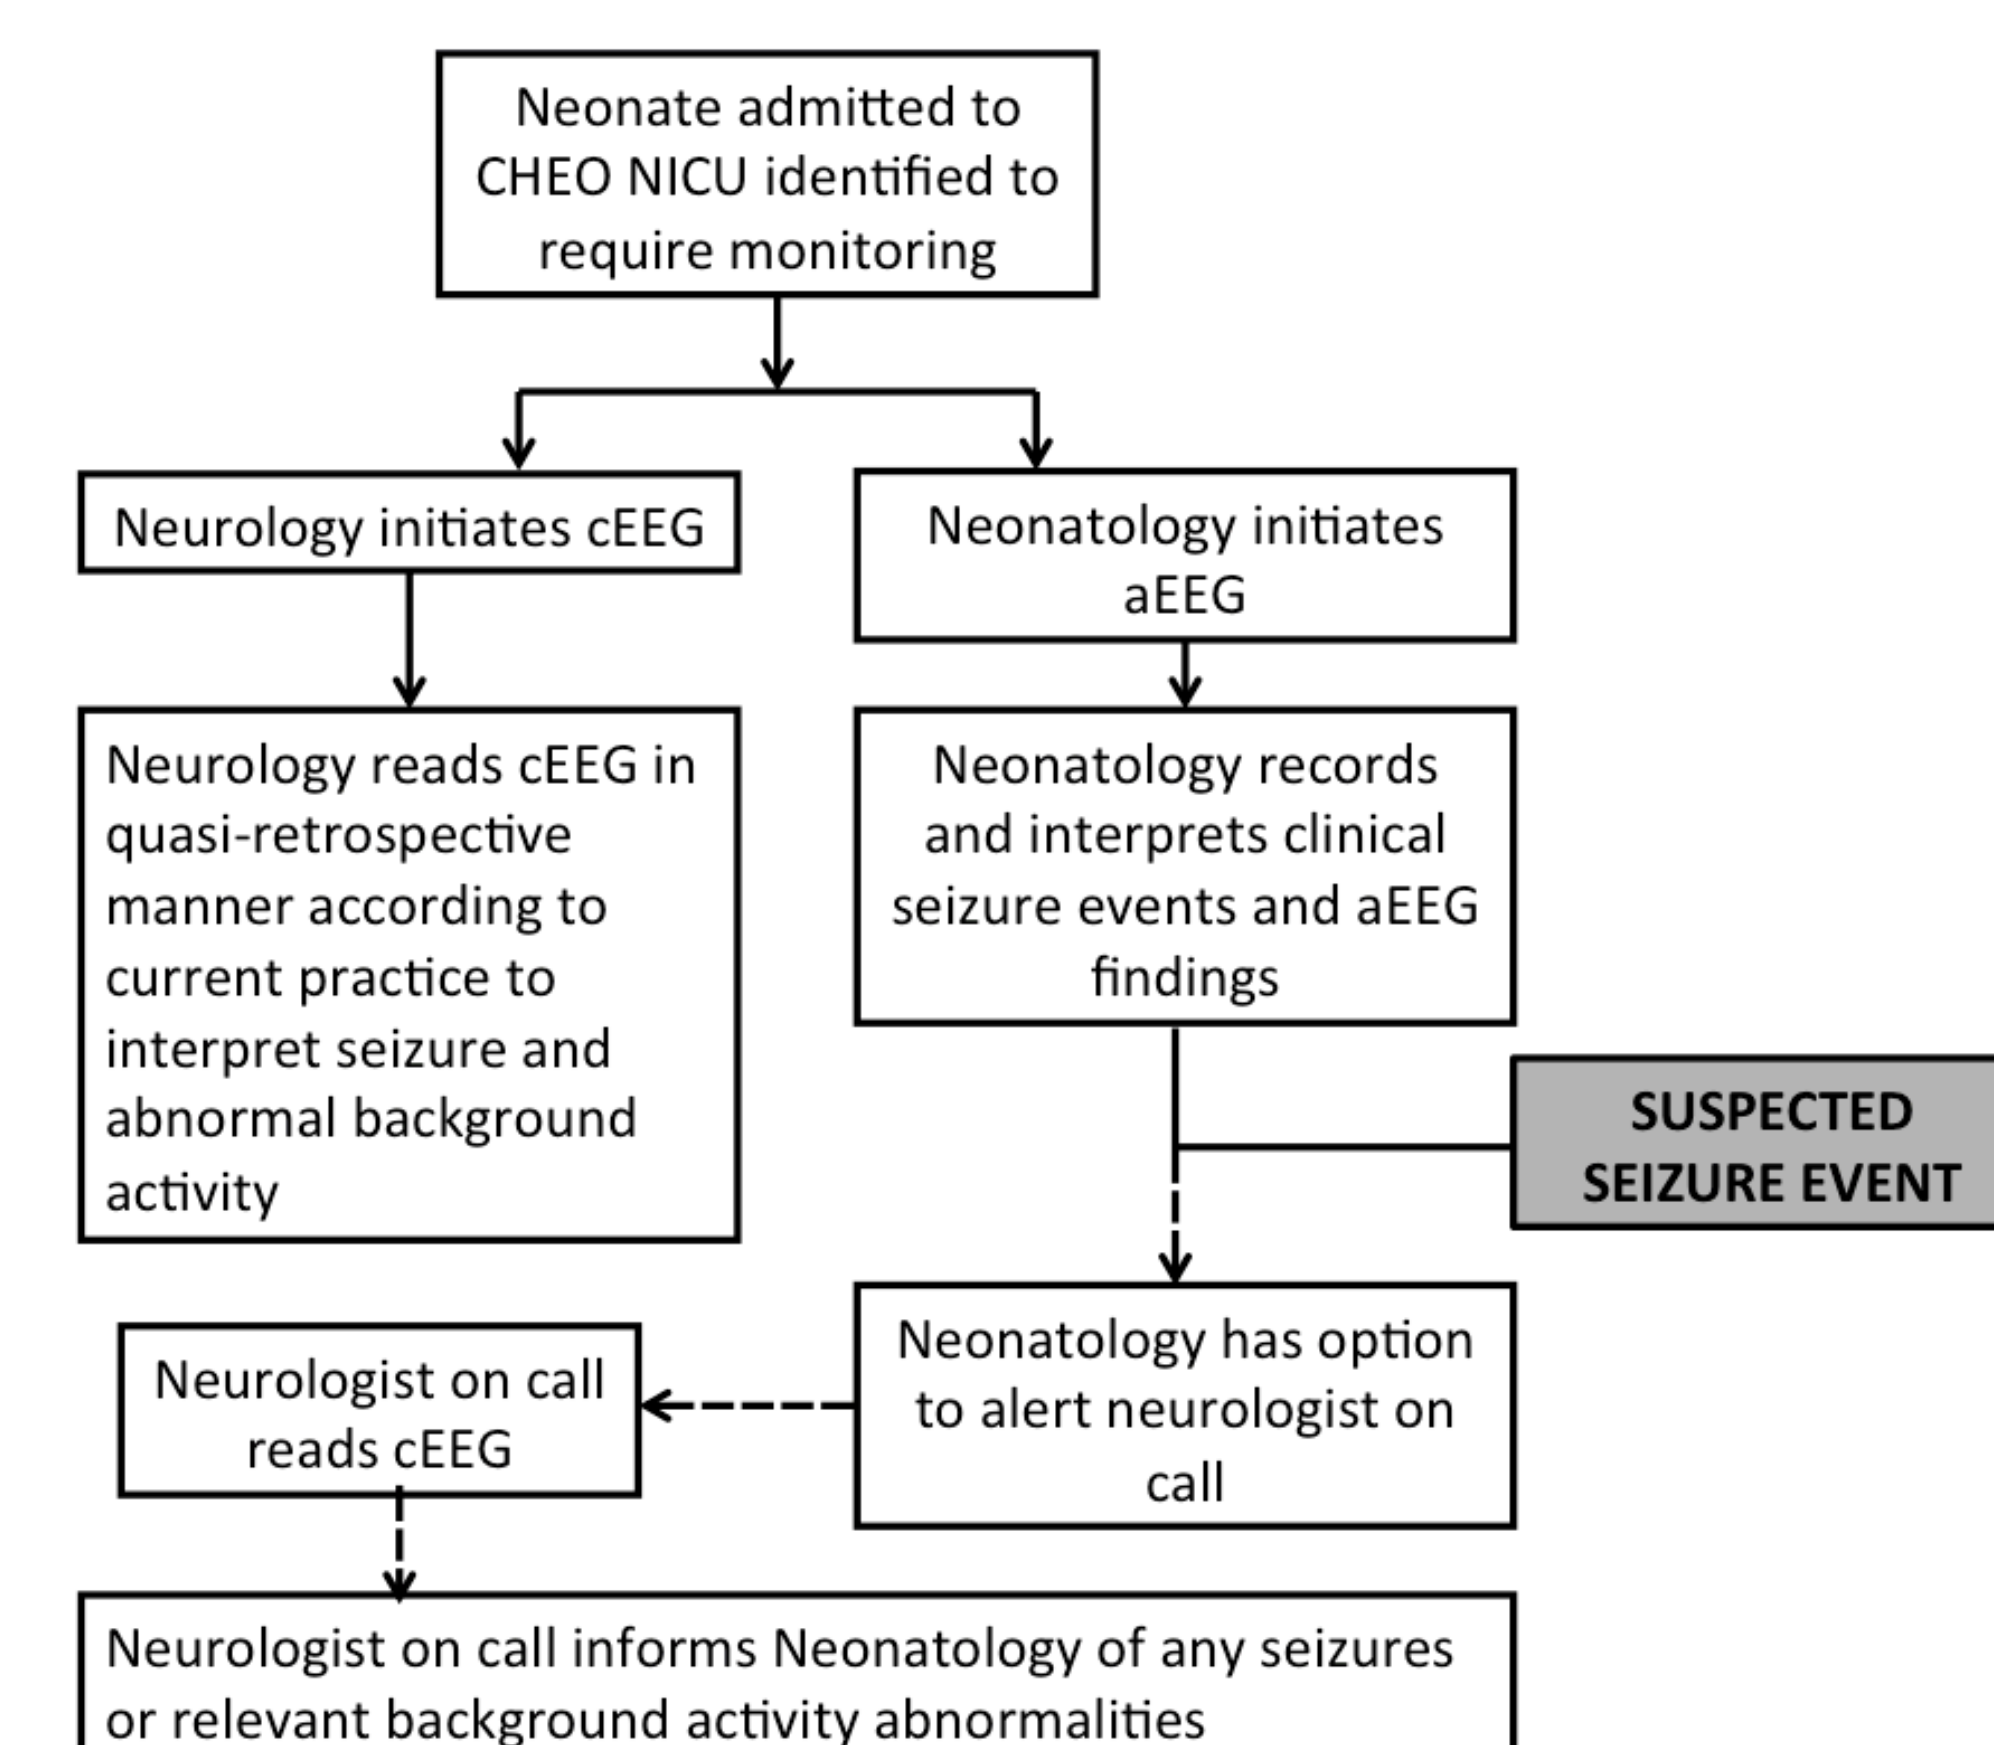 Neonate admitted to
CHEO NICU identified to
require monitoring
Neurology initiates cEEG
Neonatology initiates
aEEG
Neurology reads cEEG in
quasi-retrospective
manner according to
current practice to
interpret seizure and
abnormal background
activity
Neonatology records
and interprets clinical
seizure events and aEEG
findings
SUSPECTED
SEIZURE EVENT
Neonatology has option
to alert neurologist on
call
Neurologist on call
reads cEEG
Neurologist on call informs Neonatology of any seizures
or relevant background activity abnormalities